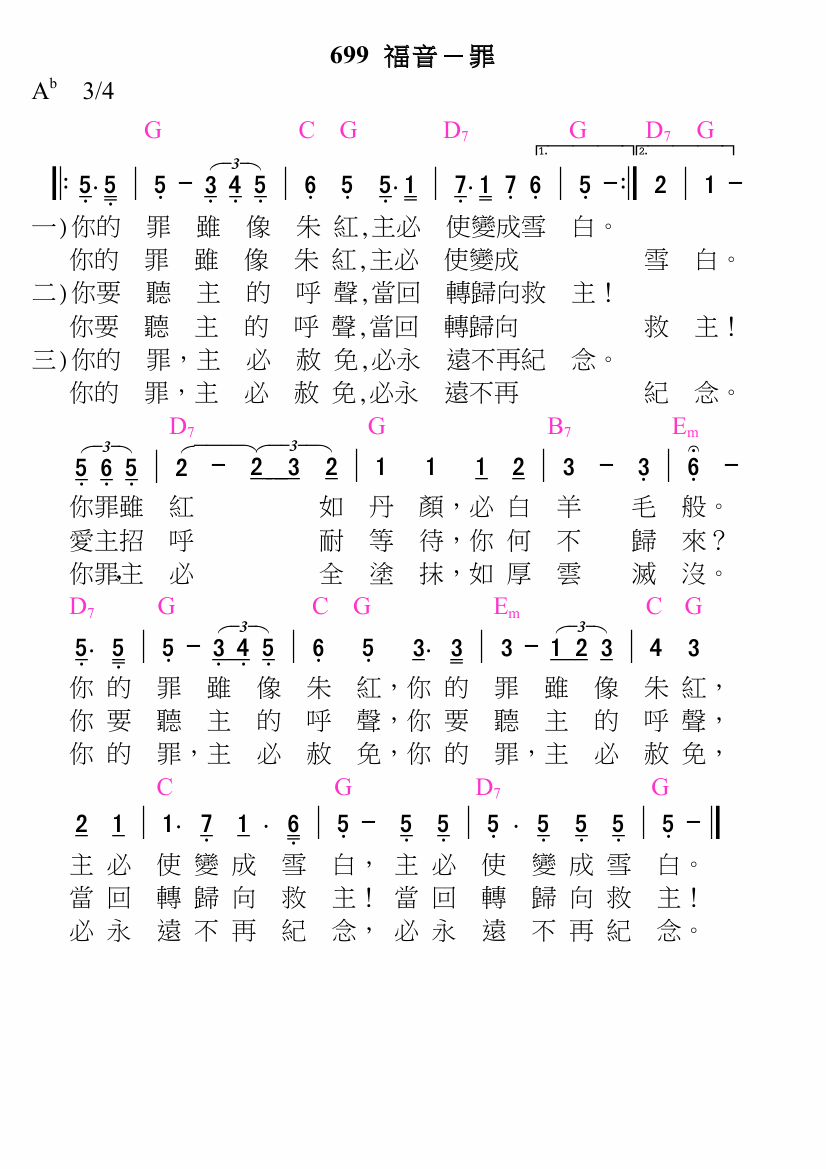 699 福音－罪
A♭ 3/4
G C G D7 G D7 G
1. 2.
3
5. 5 | 5 - 3 4 5 | 6 5 5. 1 | 7. 1 7 6 | 5 - :| 2 | 1 -
一)你的 罪 雖 像 朱 紅,主必 使變成雪 白。
你的 罪 雖 像 朱 紅,主必 使變成 雪 白。
二)你要 聽 主 的 呼 聲,當回 轉歸向救 主！
你要 聽 主 的 呼 聲,當回 轉歸向 救 主！
三)你的 罪，主 必 赦 免,必永 遠不再紀 念。
你的 罪，主 必 赦 免,必永 遠不再 紀 念。
D7 G B7 Em
3 3
5 6 5 | 2 - 2 3 2 | 1 1 1 2 | 3 - 3 | 6 -
你罪雖 紅 如 丹 顏，必 白 羊 毛 般。
愛主招 呼 耐 等 待，你 何 不 歸 來？
你罪，主 必 全 塗 抹，如 厚 雲 滅 沒。
D7 G C G Em C G
3 3
5. 5 | 5 - 3 4 5 | 6 5 3. 3 | 3 - 1 2 3 | 4 3
你 的 罪 雖 像 朱 紅，你 的 罪 雖 像 朱 紅，
你 要 聽 主 的 呼 聲，你 要 聽 主 的 呼 聲，
你 的 罪，主 必 赦 免，你 的 罪，主 必 赦 免，
C G D7 G
2 1 | 1. 7 1 . 6 | 5 - 5 5 | 5 . 5 5 5 | 5 - ‖
主 必 使 變 成 雪 白， 主 必 使 變 成 雪 白。
當 回 轉 歸 向 救 主！ 當 回 轉 歸 向 救 主！
必 永 遠 不 再 紀 念， 必 永 遠 不 再 紀 念。